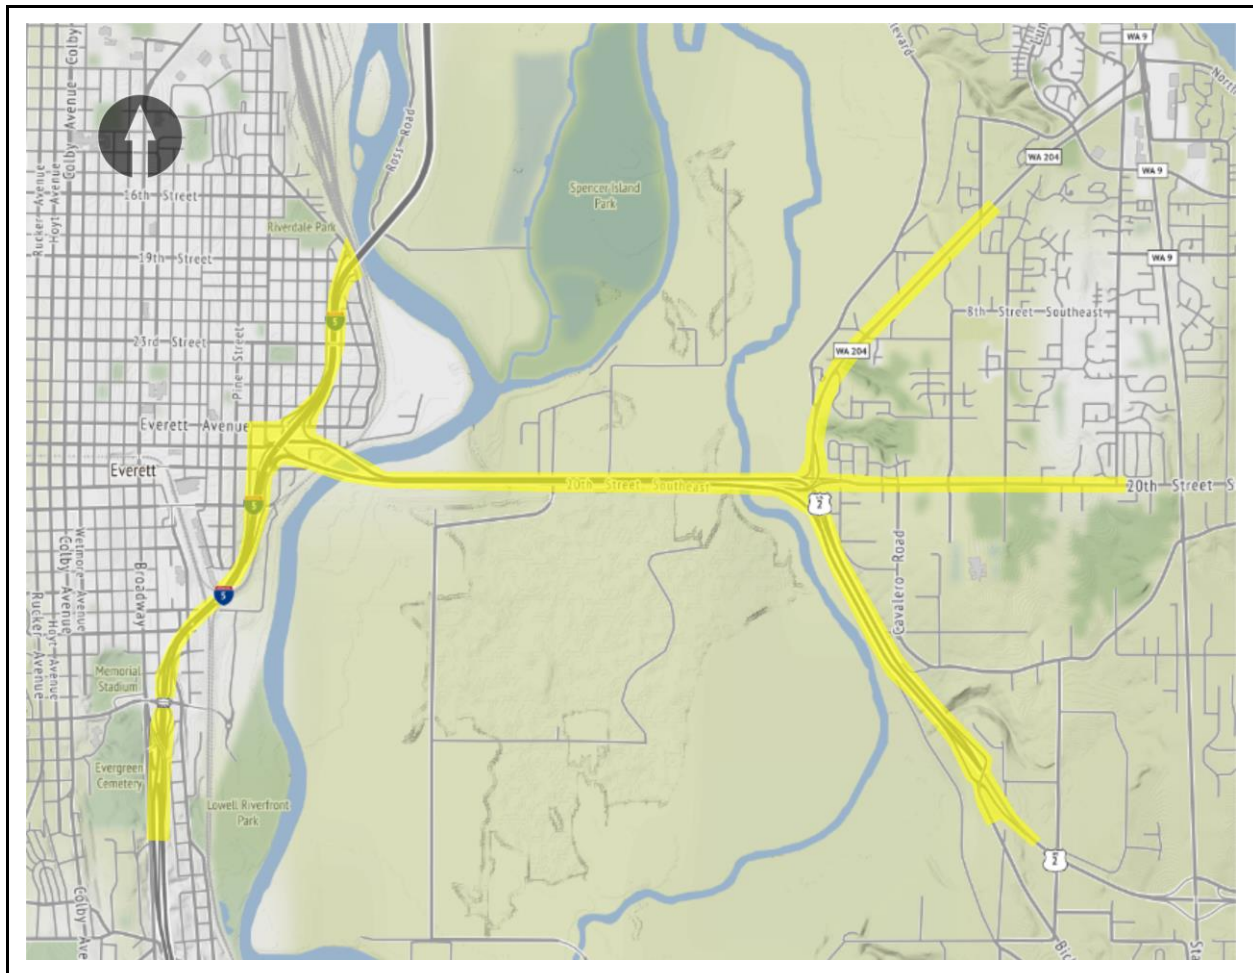 WA 9
Colby Avenue
Colby
Ross Road
WA 204
WA 9
16th Street
Spencer Island
Park
Rucker Avenue
Hoyt Avenue
Riverdale Park
19th Street
WA 9
5
8th Street Southeast
23rd Street
Pine Street
WA 204
Everett Avenue
Everett
20th Street Southeast
20th Street S
5
2
Wetmore Avenue
Colby Avenue
Broadway
Cavalero Road
5
Rucker Avenue
Hoyt Avenue
Memorial
Stadium
Evergreen
Cemetery
Lowell Riverfront
Park
US
2
Colby Ave
Bic
Sta